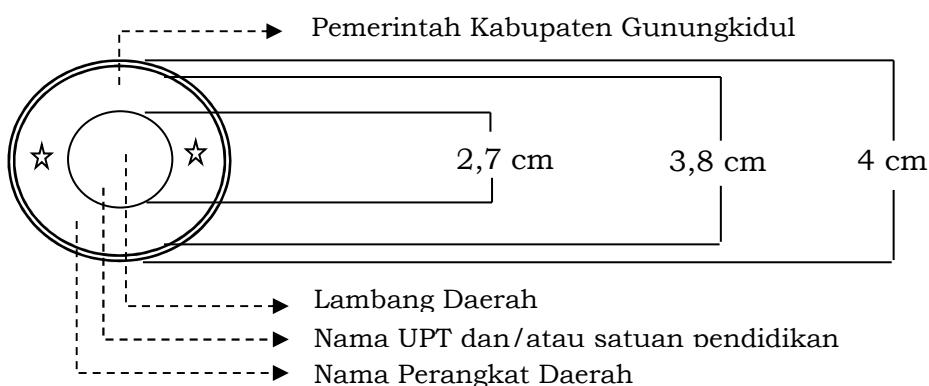 Pemerintah Kabupaten Gunungkidul
2,7 cm
3,8 cm
4 cm
Lambang Daerah
Nama UPT dan/atau satuan pendidikan
Nama Perangkat Daerah